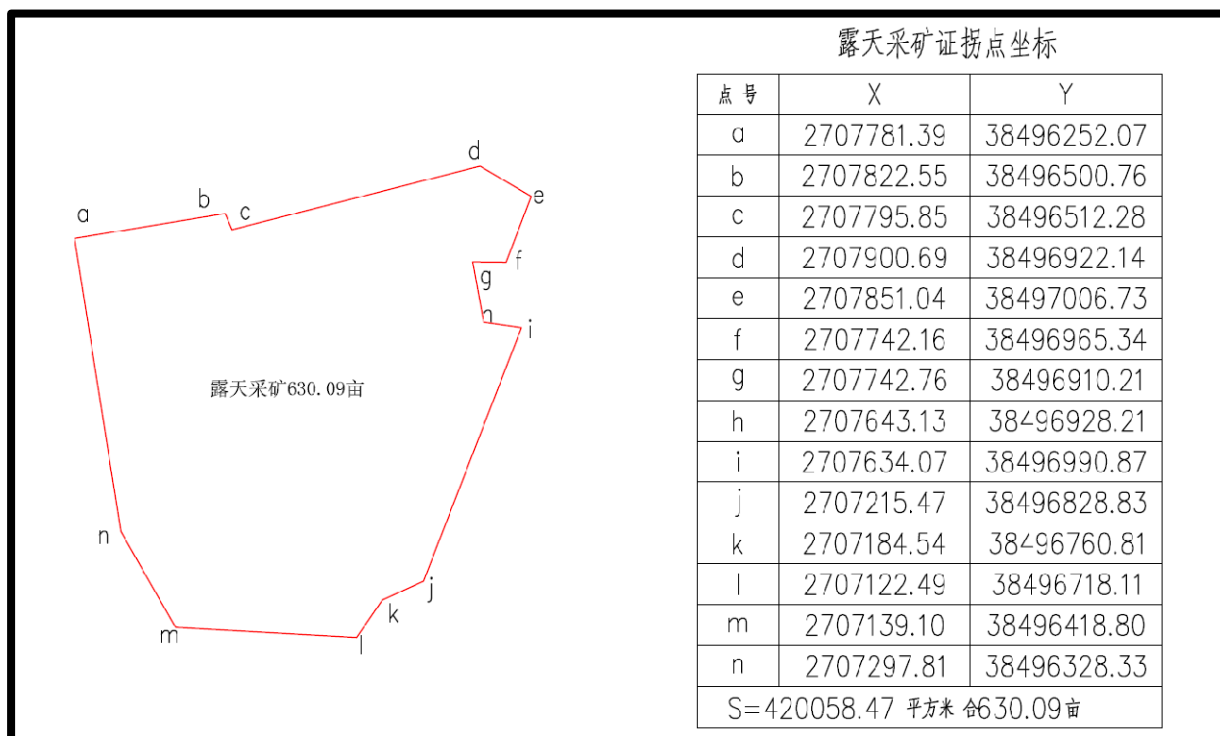 露天采矿证拐点坐标
点号 X Y
a 2707781.39 38496252.07
b 2707822.55 38496500.76
c 2707795.85 38496512.28
d 2707900.69 38496922.14
e 2707851.04 38497006.73
f 2707742.16 38496965.34
g 2707742.76 38496910.21
h 2707643.13 38496928.21
i 2707634.07 38496990.87
j 2707215.47 38496828.83
k 2707184.54 38496760.81
l 2707122.49 38496718.11
m 2707139.10 38496418.80
n 2707297.81 38496328.33
S=420058.47 平方米 合630.09亩
a
b
c
d
e
f
g
h
i
j
k
l
m
n
露天采矿630.09亩